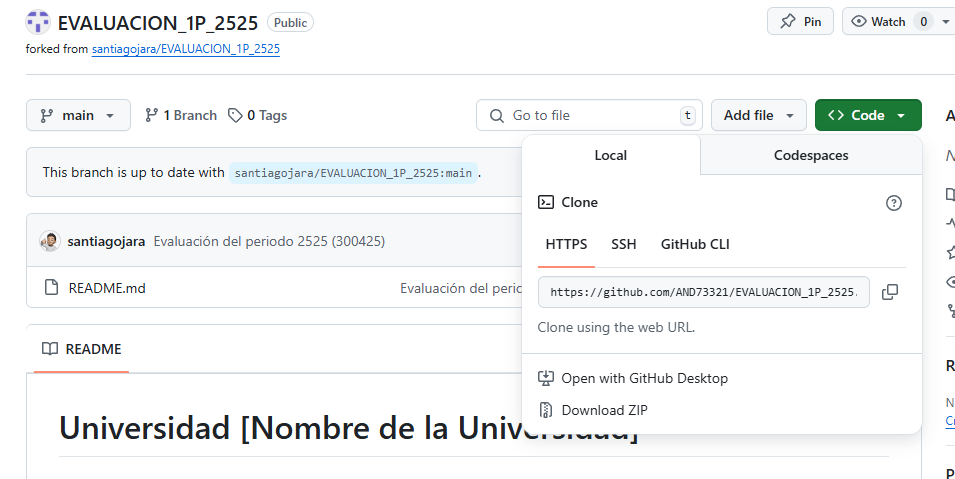 EVALUACION_1P_2525 Public
Pin
Watch 0
forked from santiagojara/EVALUACION_1P_2525
main
1 Branch
0 Tags
Go to file t
Add file
Code
This branch is up to date with santiagojara/EVALUACION_1P_2525:main .
Local
Codespaces
Clone
HTTPS SSH GitHub CLI
https://github.com/AND73321/EVALUACION_1P_2525.
Clone using the web URL.
Open with GitHub Desktop
Download ZIP
santiagojara Evaluación del periodo 2525 (300425)
README.md
Evaluación del
README
Universidad [Nombre de la Universidad]